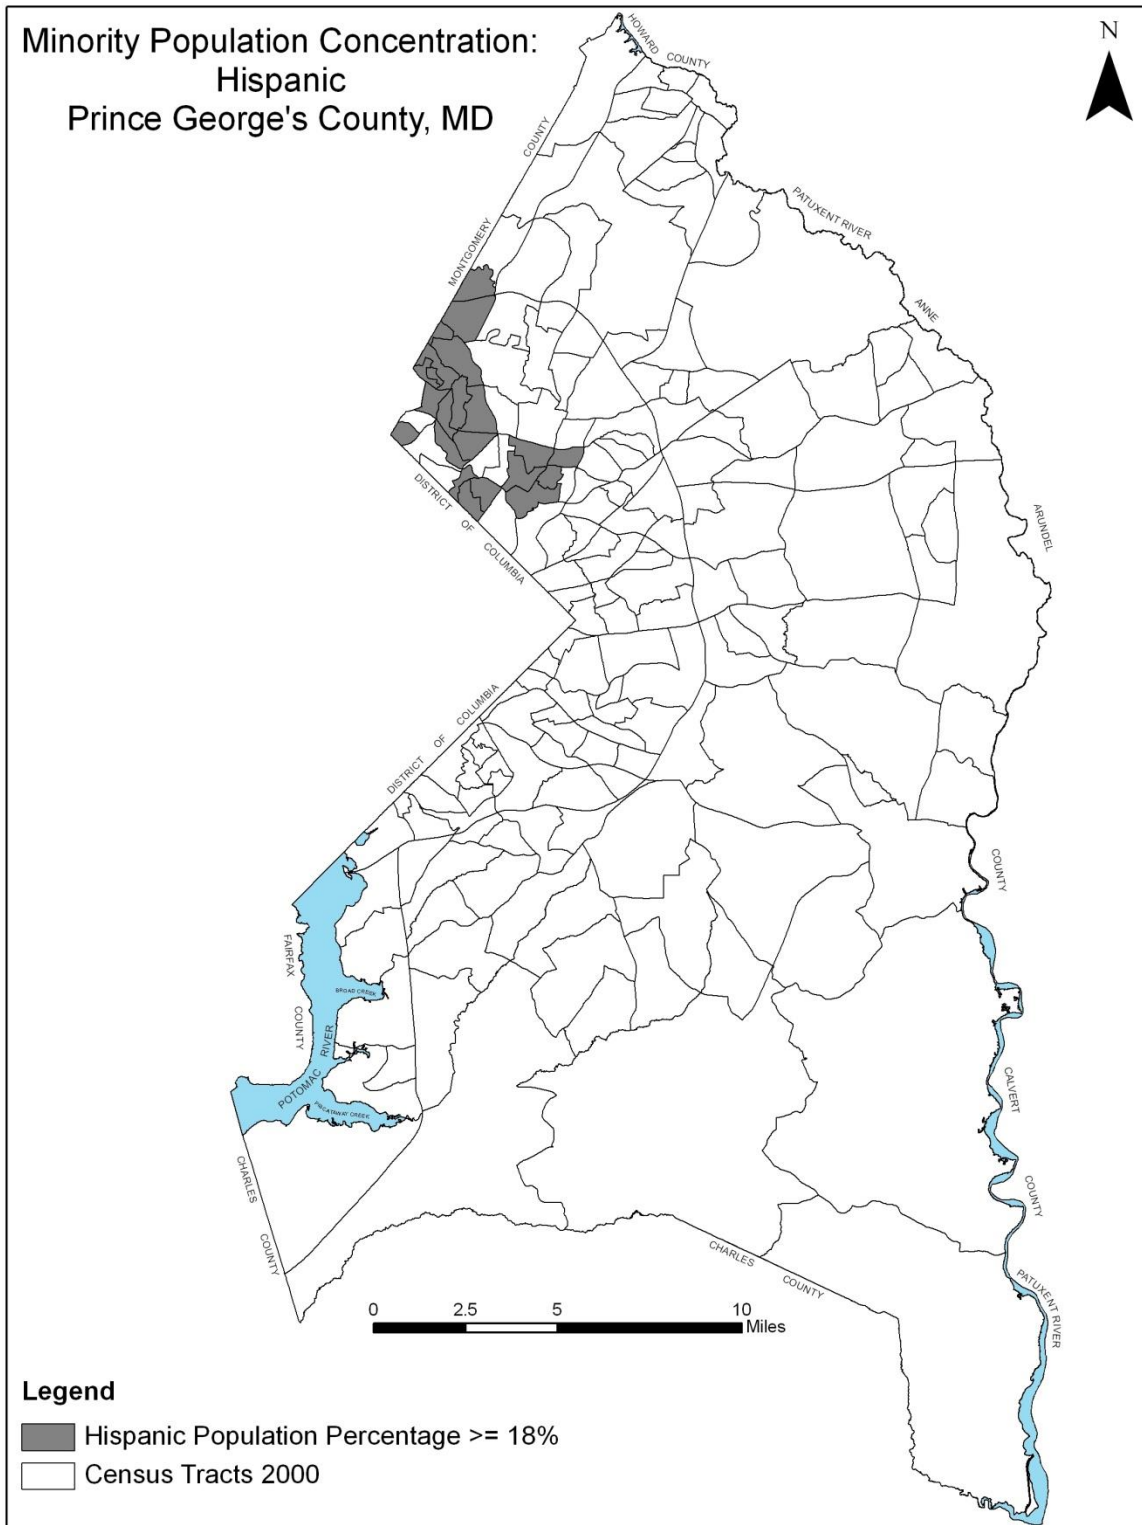 Minority Population Concentration:
Hispanic
Prince George's County, MD
N
HOWARD
COUNTY
COUNTY
MONTGOMERY
PATUXENT RIVER
ANNE
ARUNDEL
DISTRICT OF COLUMBIA
DISTRICT OF COLUMBIA
COUNTY
FAIRFAX
COUNTY
BROAD CREEK
POTOMAC RIVER
PISCATAWAY CREEK
CALVERT
COUNTY
CHARLES
COUNTY
CHARLES
COUNTY
PATUXENT RIVER
0 2.5 5 10
Miles
Legend
Hispanic Population Percentage >= 18%
Census Tracts 2000